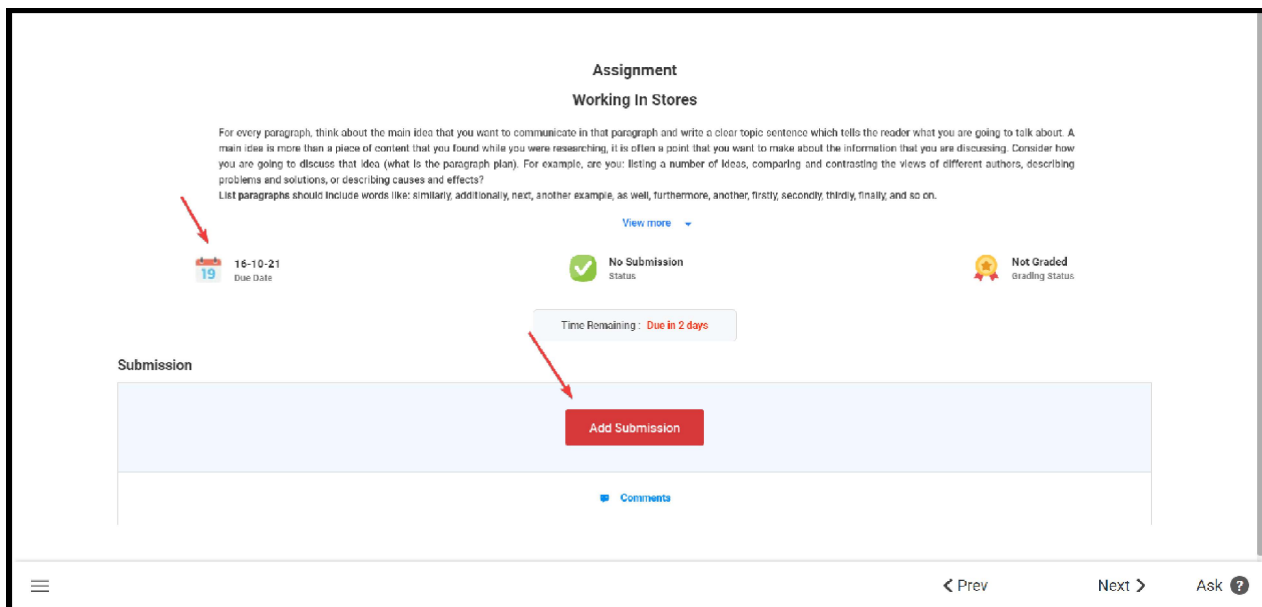 Assignment
Working In Stores
For every paragraph, think about the main idea that you want to communicate in that paragraph and write a clear topic sentence which tells the reader what you are going to talk about. A
main idea is more than a piece of content that you found while you were researching, it is often a point that you want to make about the information that you are discussing. Consider how
you are going to discuss that idea (what is the paragraph plan). For example, are you: listing a number of ideas, comparing and contrasting the views of different authors, describing
problems and solutions, or describing causes and effects?
List paragraphs should include words like: similarly, additionally, next, another example, as well, furthermore, another, firstly, secondly, thirdly, finally, and so on.
View more
19
16-10-21
Due Date
No Submission
Status
Not Graded
Grading Status
Time Remaining : Due in 2 days
Submission
Add Submission
Comments
Prev
Next
Ask ?